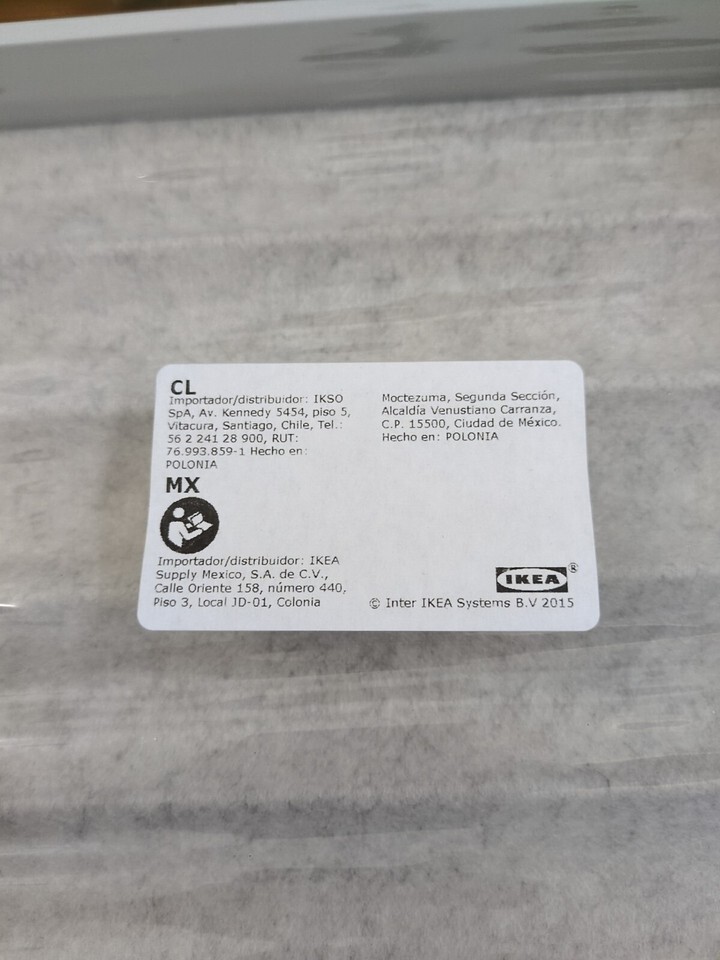 CL
Importador/distribuidor: IKSO
SpA, Av. Kennedy 5454, piso 5,
Vitacura, Santiago, Chile, Tel.:
56 2 241 28 900, RUT:
76.993.859-1 Hecho en:
POLONIA
MX
Importador/distribuidor: IKEA
Supply Mexico, S.A. de C.V.,
Calle Oriente 158, número 440,
Piso 3, Local JD-01, Colonia
Moctezuma, Segunda Sección,
Alcaldía Venustiano Carranza,
C.P. 15500, Ciudad de México.
Hecho en: POLONIA
IKEA®
© Inter IKEA Systems B.V 2015